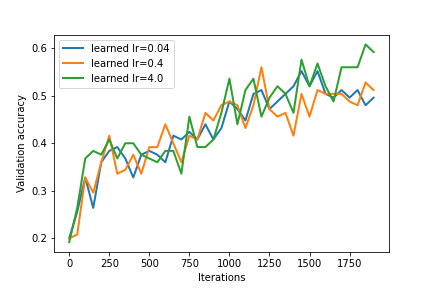 learned lr=0.04
learned lr=0.4
learned lr=4.0
Validation accuracy
0.6
0.5
0.4
0.3
0.2
0 250 500 750 1000 1250 1500 1750
Iterations